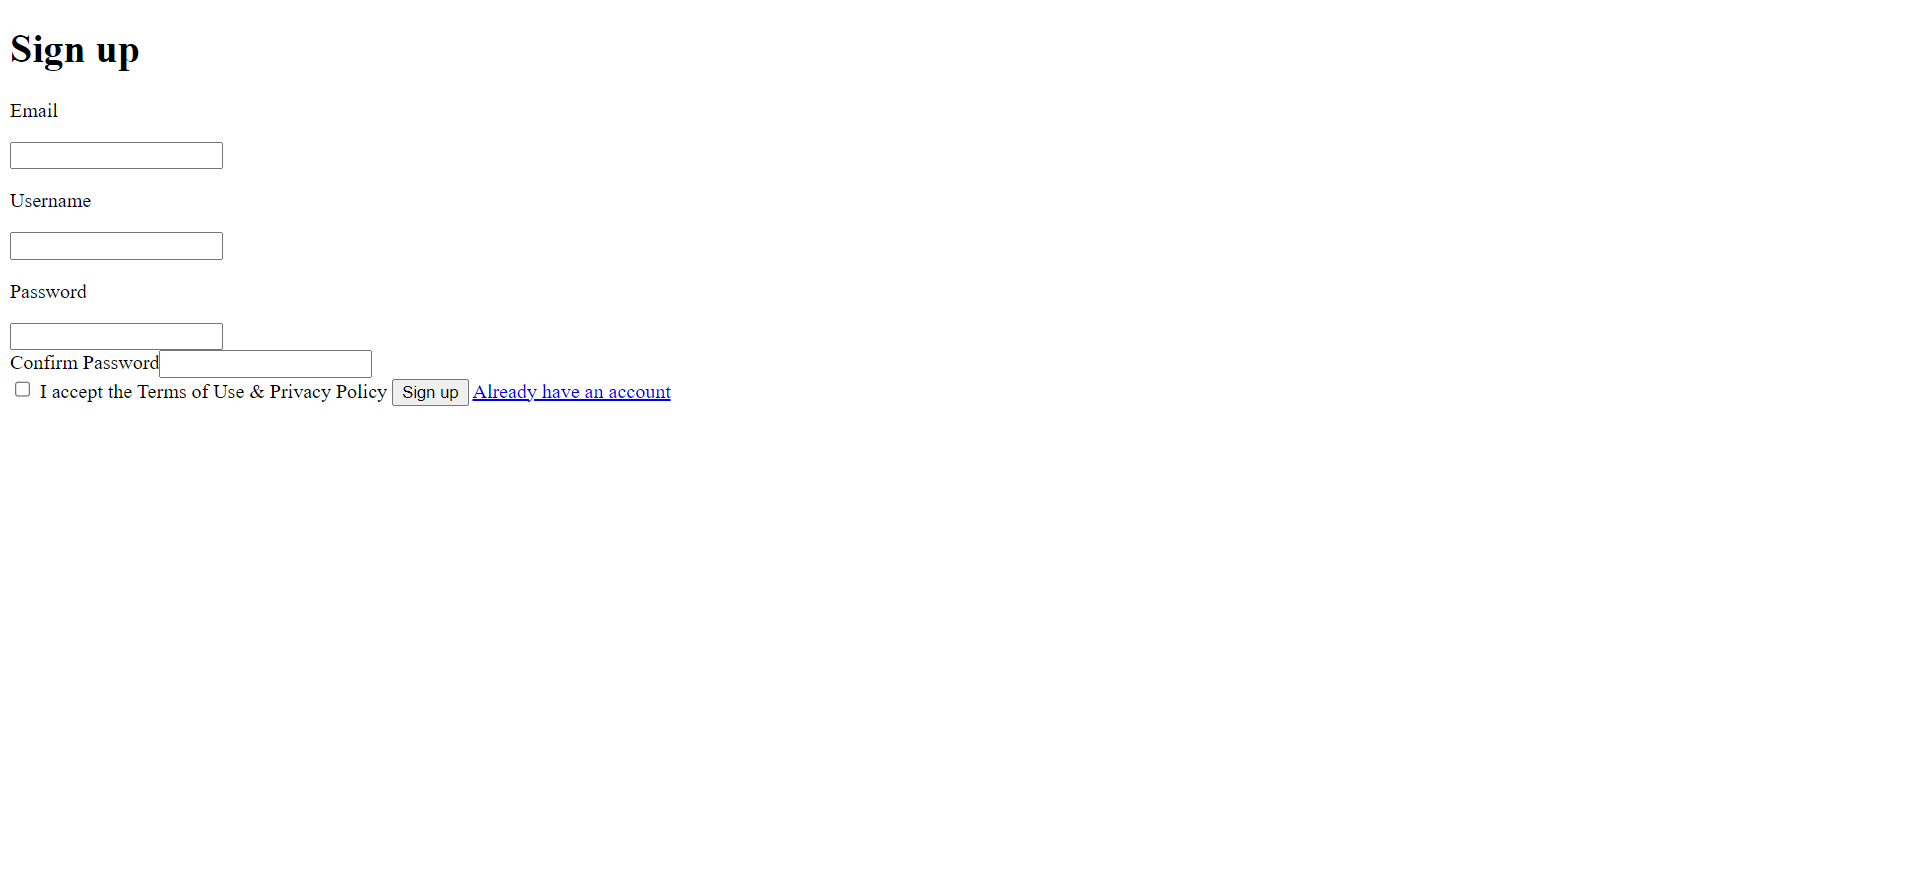 Sign up
Email
Username
Password
Confirm Password
I accept the Terms of Use & Privacy Policy Sign up Already have an account